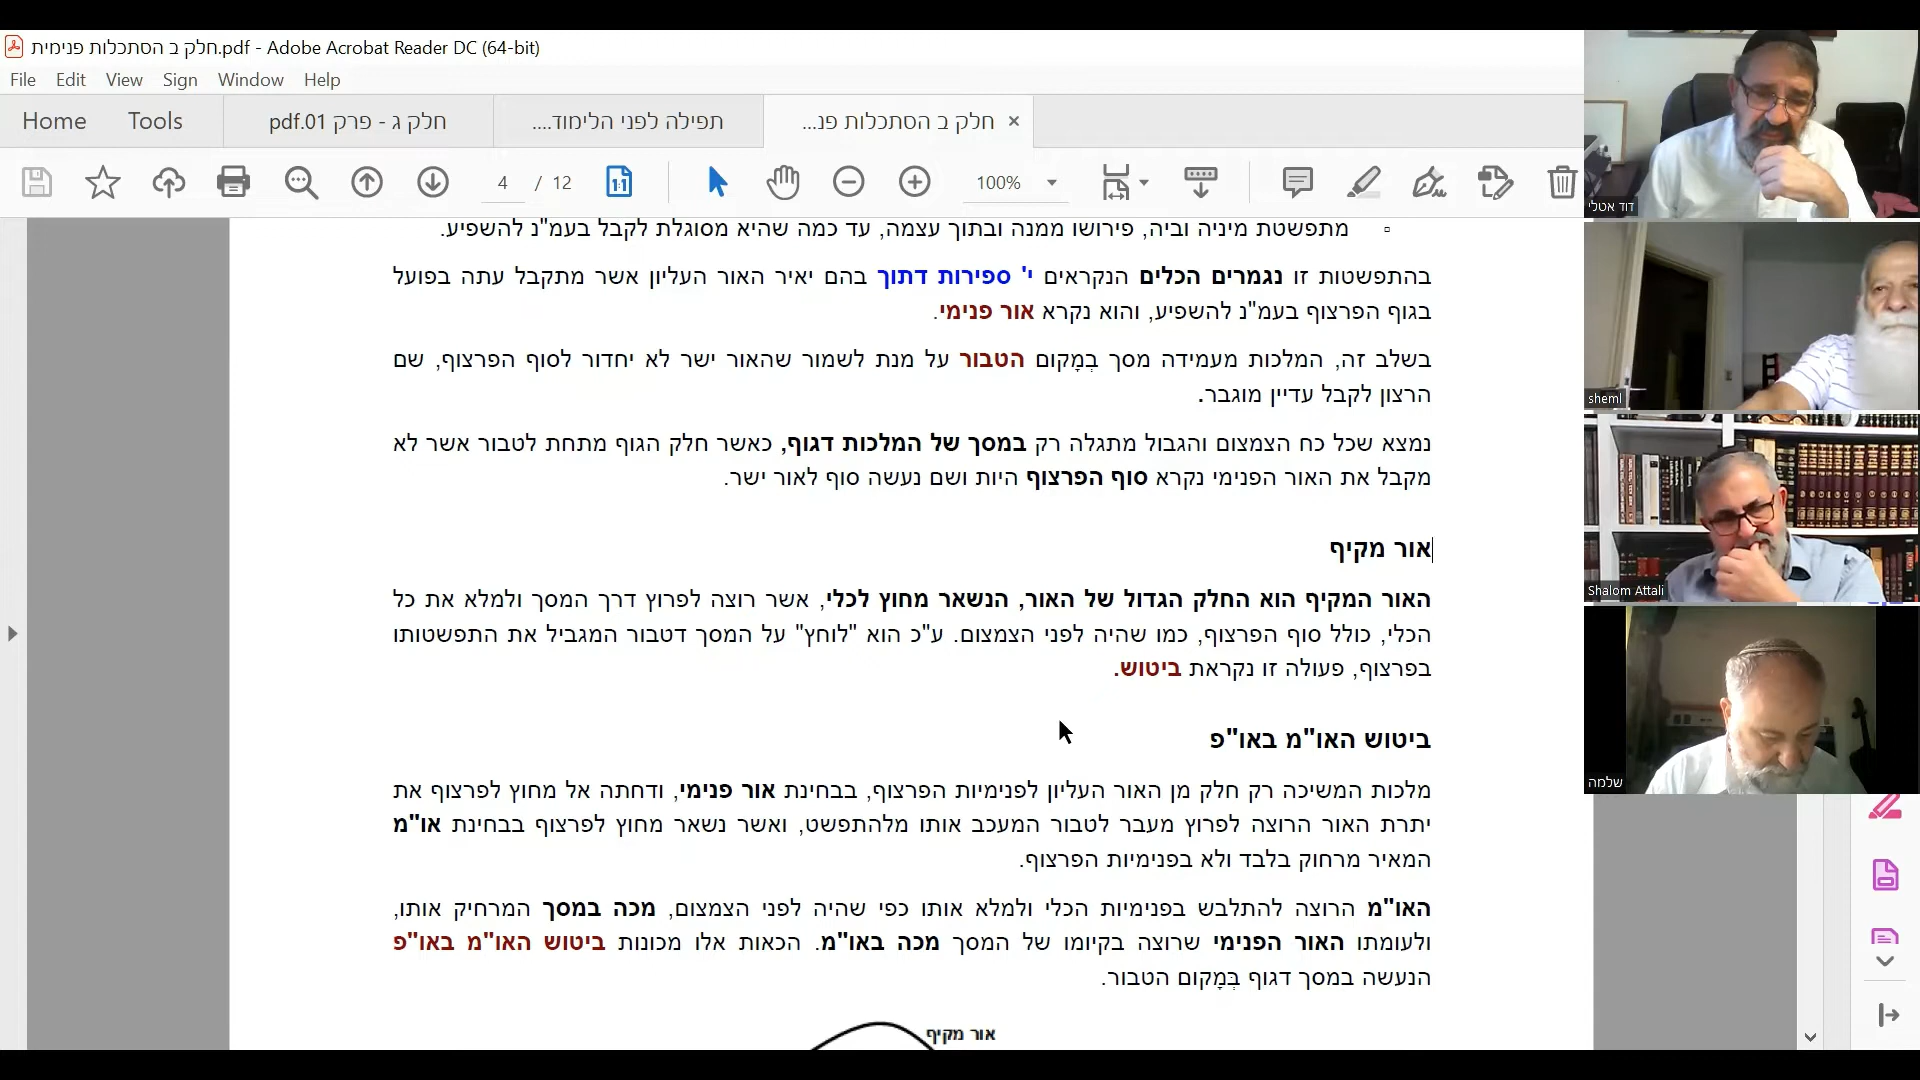 חלק ב הסתכלות פנימית.pdf - Adobe Acrobat Reader DC (64-bit)
File Edit View Sign Window Help
Home Tools חלק ג - פרק 01.pdf תפילה לפני הלימוד.... חלק ב הסתכלות פנ... ×
4 / 12 1:1 100%
▫ מתפשטת מיניה וביה, פירושו ממנה ובתוך עצמה, עד כמה שהיא מסוגלת לקבל בעמ"נ להשפיע.
בהתפשטות זו נגמרים הכלים הנקראים י' ספירות דתוך בהם יאיר האור העליון אשר מתקבל עתה בפועל
בגוף הפרצוף בעמ"נ להשפיע, והוא נקרא אור פנימי.
בשלב זה, המלכות מעמידה מסך בְּמָקום הטבור על מנת לשמור שהאור ישר לא יחדור לסוף הפרצוף, שם
הרצון לקבל עדיין מוגבר.
נמצא שכל כח הצמצום והגבול מתגלה רק במסך של המלכות דגוף, כאשר חלק הגוף מתחת לטבור אשר לא
מקבל את האור הפנימי נקרא סוף הפרצוף היות ושם נעשה סוף לאור ישר.
אור מקיף
האור המקיף הוא החלק הגדול של האור, הנשאר מחוץ לכלי, אשר רוצה לפרוץ דרך המסך ולמלא את כל
הכלי, כולל סוף הפרצוף, כמו שהיה לפני הצמצום. ע"כ הוא "לוחץ" על המסך דטבור המגביל את התפשטותו
בפרצוף, פעולה זו נקראת ביטוש.
ביטוש האו"מ באו"פ
מלכות המשיכה רק חלק מן האור העליון לפנימיות הפרצוף, בבחינת אור פנימי, ודחתה אל מחוץ לפרצוף את
יתרת האור הרוצה לפרוץ מעבר לטבור המעכב אותו מלהתפשט, ואשר נשאר מחוץ לפרצוף בבחינת או"מ
המאיר מרחוק בלבד ולא בפנימיות הפרצוף.
האו"מ הרוצה להתלבש בפנימיות הכלי ולמלא אותו כפי שהיה לפני הצמצום, מכה במסך המרחיק אותו,
ולעומתו האור הפנימי שרוצה בקיומו של המסך מכה באו"מ. הכאות אלו מכונות ביטוש האו"מ באו"פ
הנעשה במסך דגוף בְּמָקום הטבור.
אור מקיף
דוד אטלי
sheml
Shalom Attali
שלמה